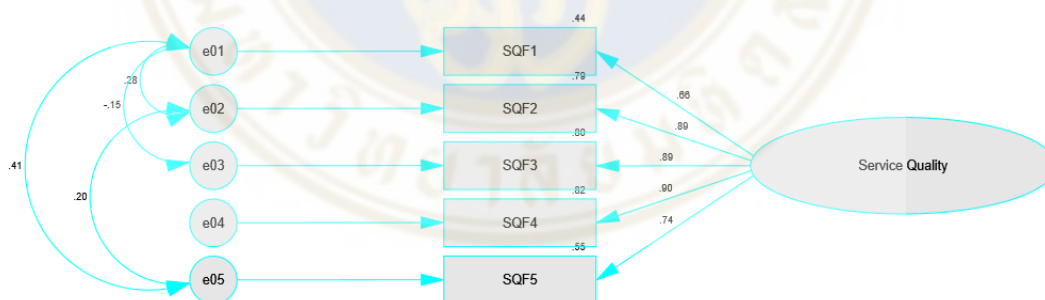 .44
e01
SQF1
.79
.28
.66
-.15
e02
SQF2
.89
.80
.41
e03
SQF3
.89
Service Quality
.82
.90
.20
e04
SQF4
.74
.55
e05
SQF5